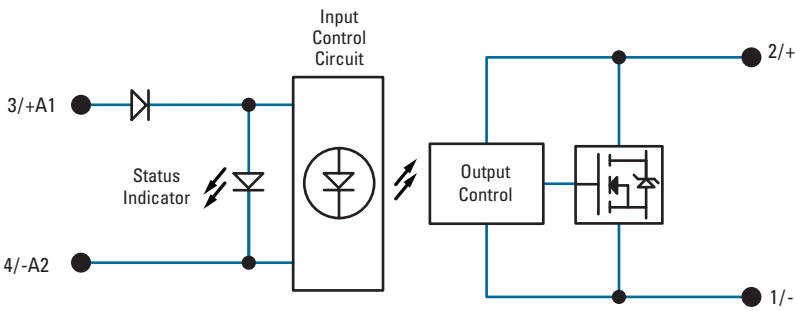 Input
Control
Circuit
2/+
3/+A1
Status
Indicator
Output
Control
4/-A2
1/-